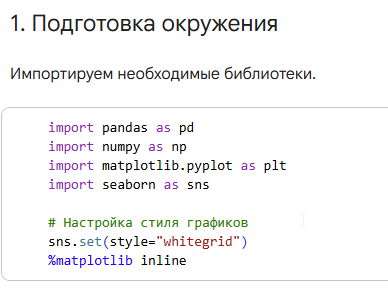 1. Подготовка окружения
Импортируем необходимые библиотеки.
import pandas as pd
import numpy as np
import matplotlib.pyplot as plt
import seaborn as sns
# Настройка стиля графиков
sns.set(style="whitegrid")
%matplotlib inline